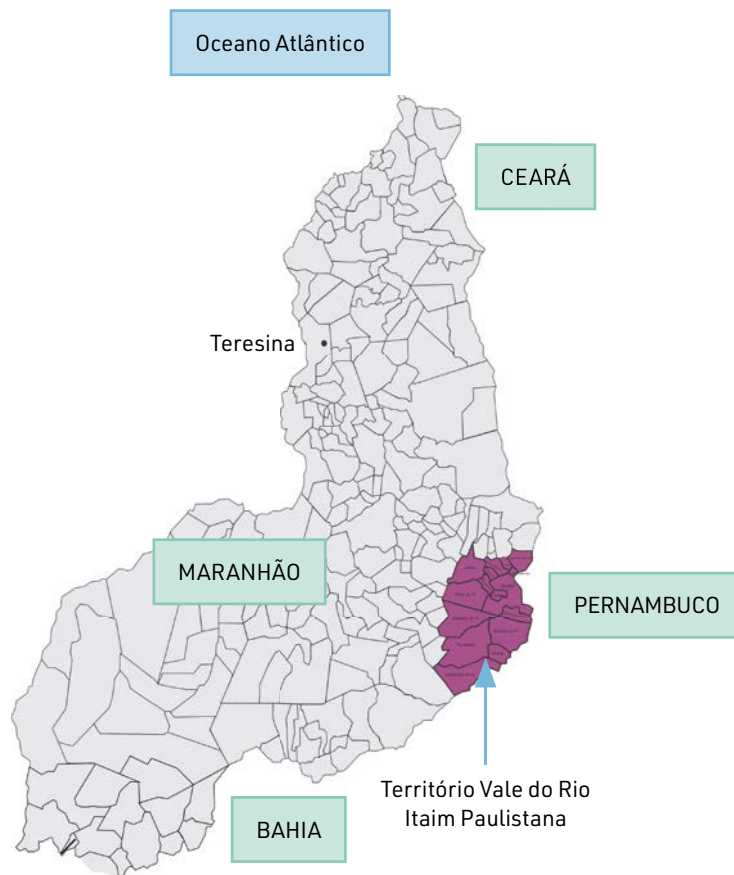 Oceano Atlântico
CEARÁ
Teresina
MARANHÃO
PERNAMBUCO
Território Vale do Rio
Itaim Paulistana
BAHIA